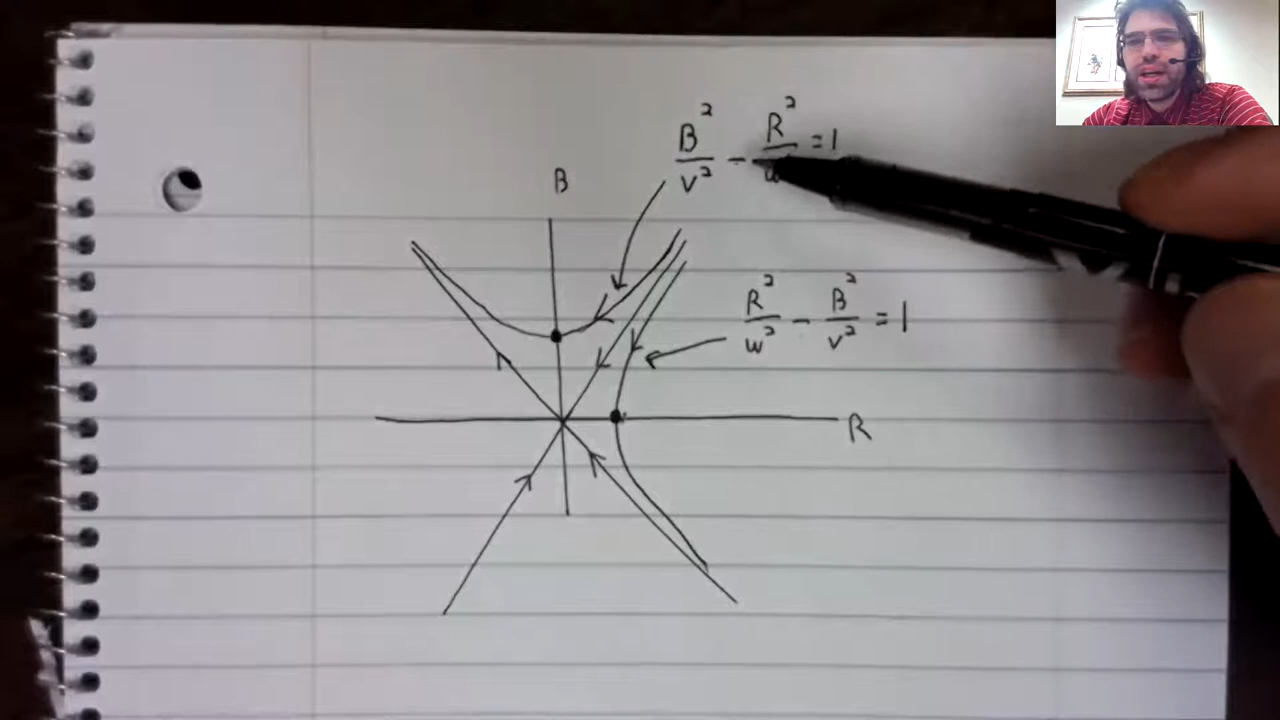 B
B²/v² - R²/w² = 1
R²/w² - B²/v² = 1
R